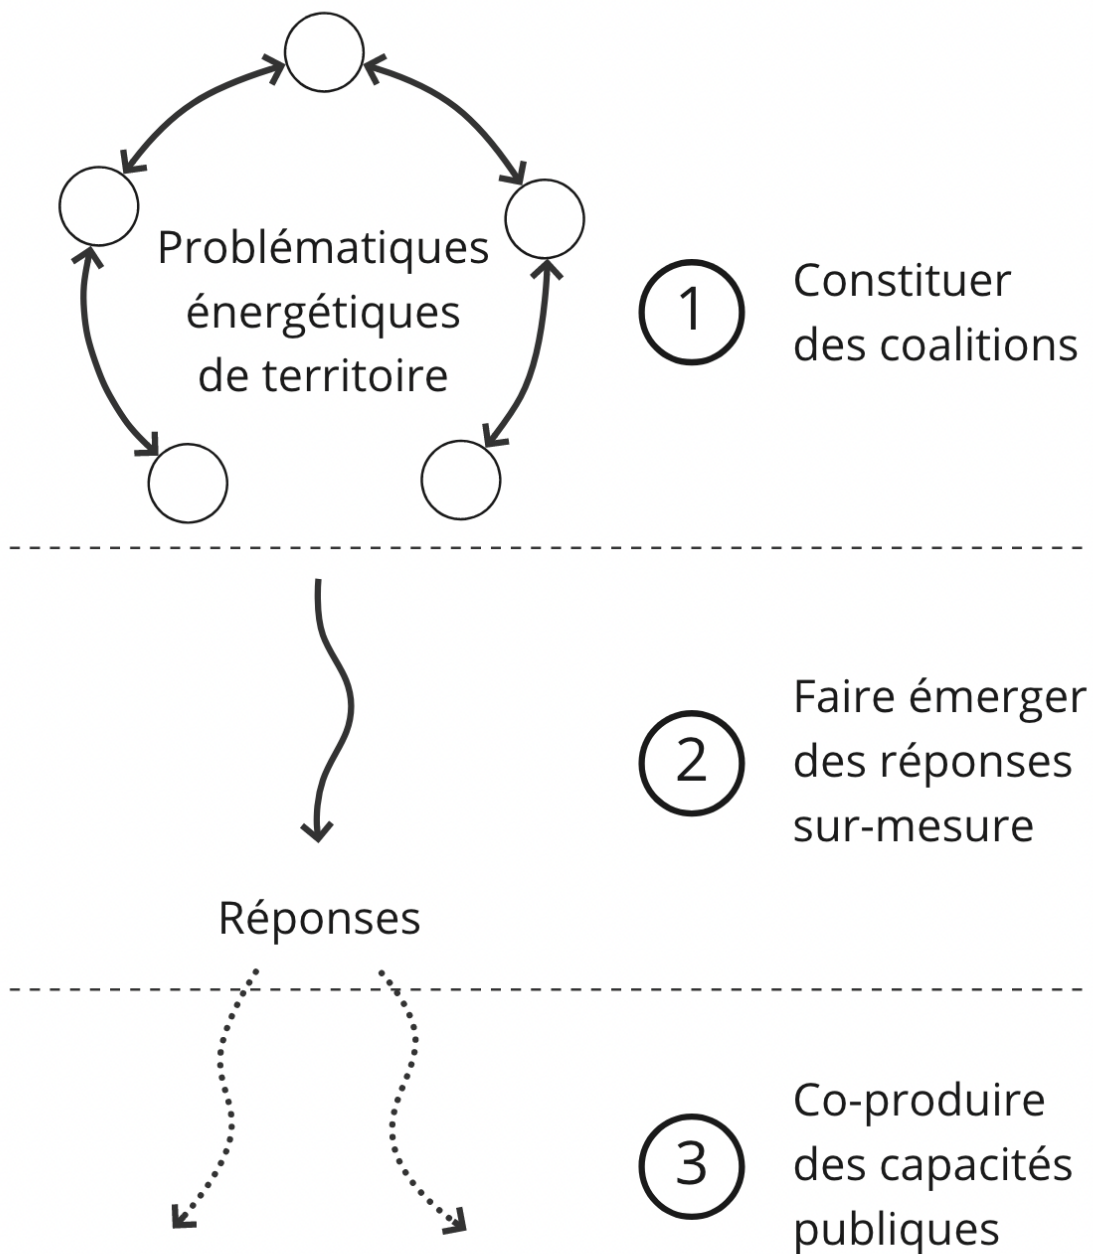 Problématiques
énergétiques
de territoire
1
Constituer
des coalitions
2
Faire émerger
des réponses
sur-mesure
Réponses
3
Co-produire
des capacités
publiques